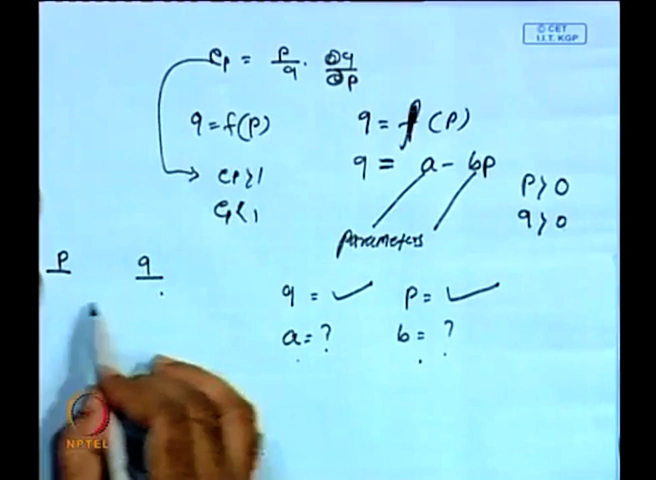 © CET
I.I.T. KGP
ep = p/q · ∂q/∂p
q = f(p)
q = f (p)
ep > 1
q = a - bp
p > 0
ep < 1
q > 0
parameters
p q
q = ✓ p = ✓
a = ? b = ?
NPTEL